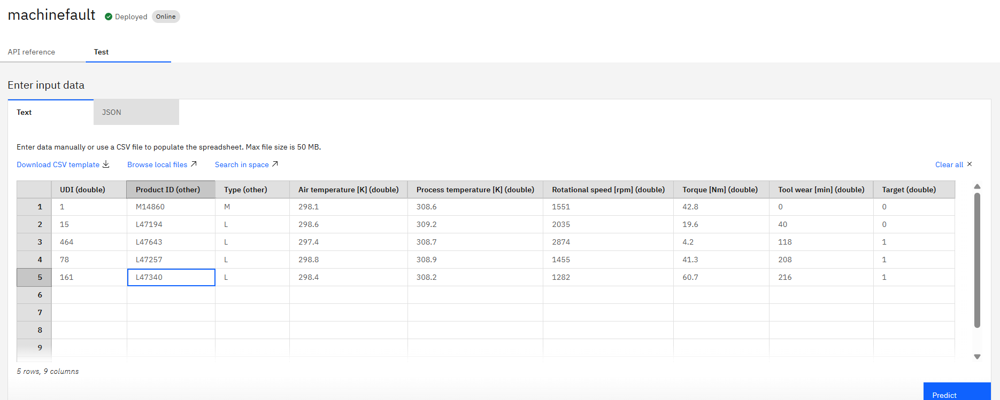 machinefault Deployed Online
API reference Test
Enter input data
Text JSON
Enter data manually or use a CSV file to populate the spreadsheet. Max file size is 50 MB.
Download CSV template Browse local files Search in space Clear all
UDI (double) Product ID (other) Type (other) Air temperature [K] (double) Process temperature [K] (double) Rotational speed [rpm] (double) Torque [Nm] (double) Tool wear [min] (double) Target (double)
1 1 M14860 M 298.1 308.6 1551 42.8 0 0
2 15 L47194 L 298.6 309.2 2035 19.6 40 0
3 464 L47643 L 297.4 308.7 2874 4.2 118 1
4 78 L47257 L 298.8 308.9 1455 41.3 208 1
5 161 L47340 L 298.4 308.2 1282 60.7 216 1
6
7
8
9
5 rows, 9 columns
Predict